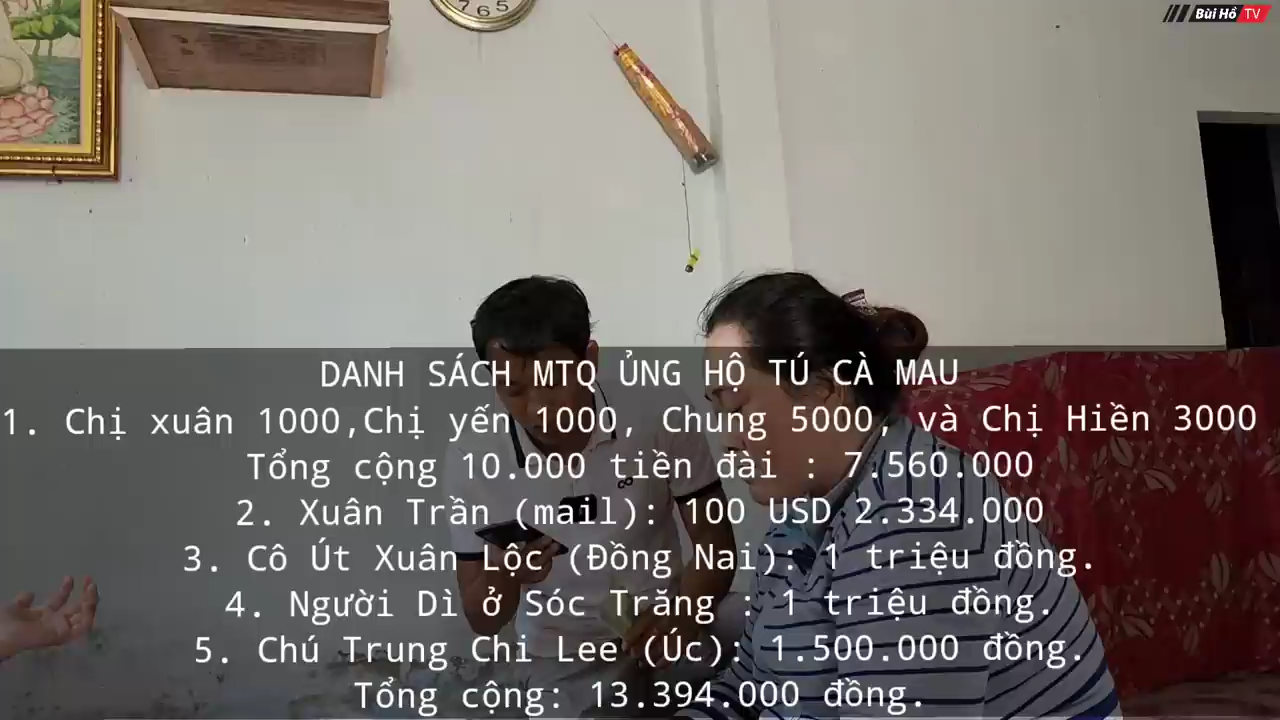 7 6 5
Bùi Hồ TV
DANH SÁCH MTQ ỦNG HỘ TÚ CÀ MAU
1. Chị xuân 1000,Chị yến 1000, Chung 5000, và Chị Hiền 3000
Tổng cộng 10.000 tiền đài : 7.560.000
2. Xuân Trần (mail): 100 USD 2.334.000
3. Cô Út Xuân Lộc (Đồng Nai): 1 triệu đồng.
4. Người Dì ở Sóc Trăng : 1 triệu đồng.
5. Chú Trung Chi Lee (Úc): 1.500.000 đồng.
Tổng cộng: 13.394.000 đồng.